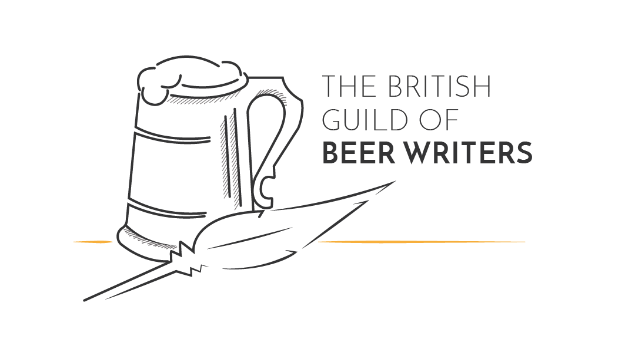 THE BRITISH
GUILD OF
BEER WRITERS